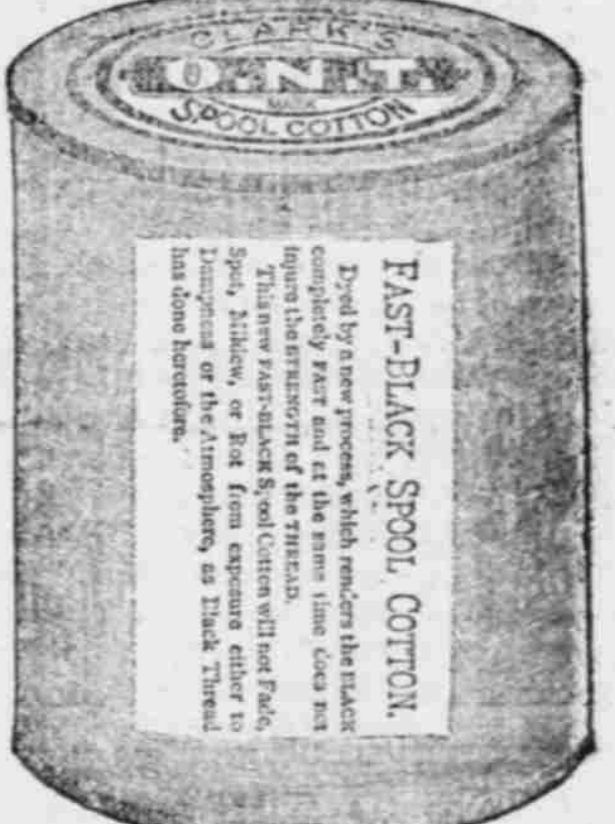 CLARK'S
O.N.T.
MARK
SPOOL COTTON
FAST-BLACK SPOOL COTTON.
Dyed by a new process, which renders the BLACK
completely FAST and at the same time does not
injure the STRENGTH of the THREAD.
This new FAST-BLACK Spool Cotton will not Fade,
Spot, Mildew, or Rot from exposure either to
Dampness or the Atmosphere, as Black Thread
has done heretofore.